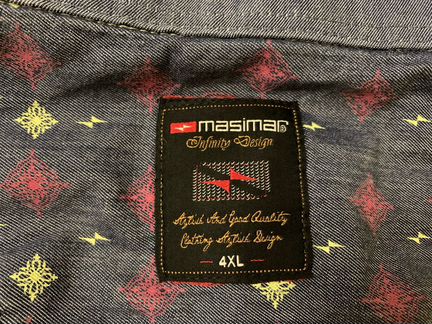 masimar®
Infinity Design
Stylish And Good Quality
Clothing Stylish Design
4XL